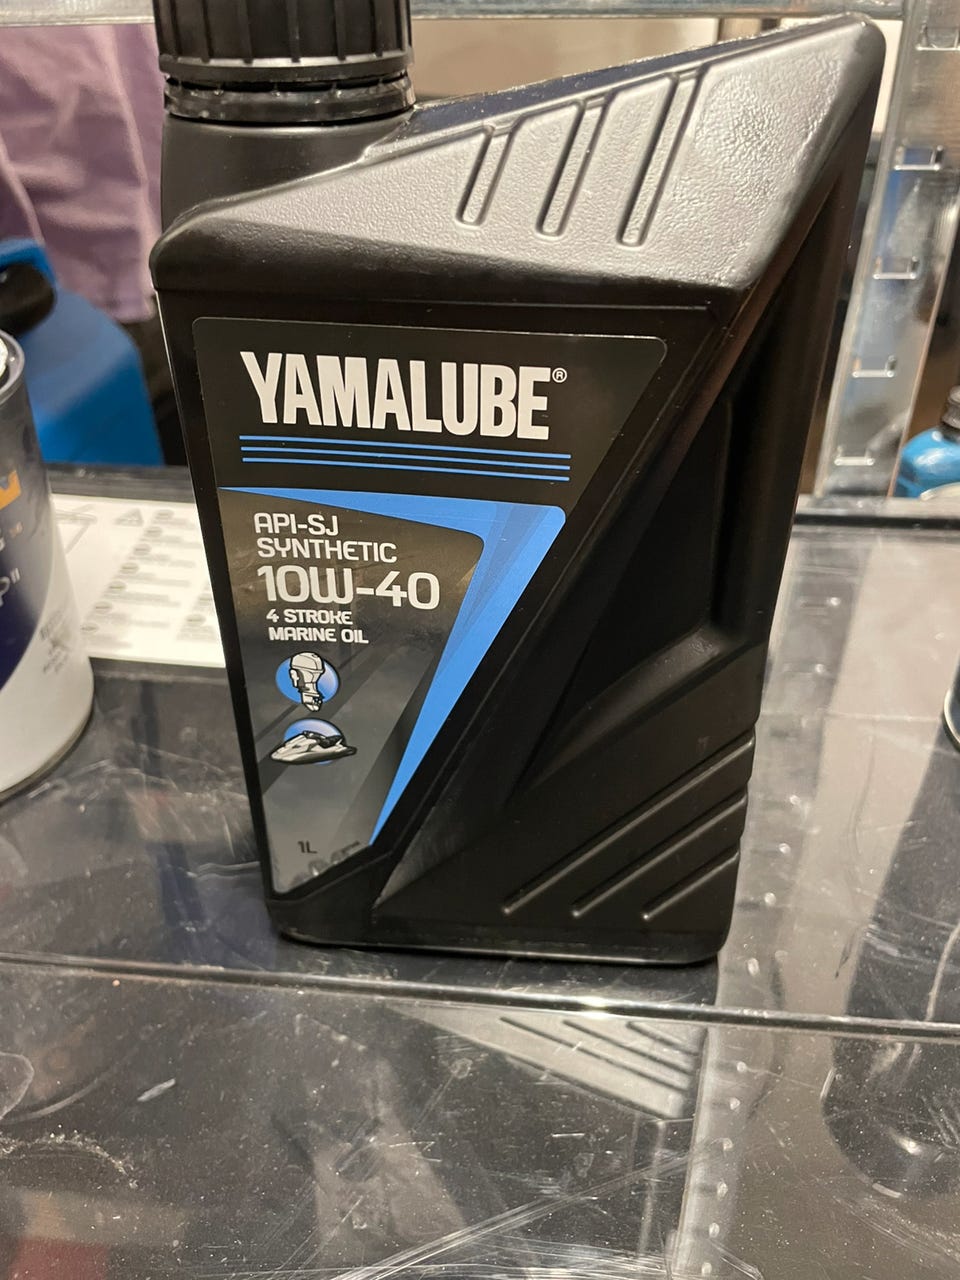 YAMALUBE®
API-SJ
SYNTHETIC
10W-40
4 STROKE
MARINE OIL
1L